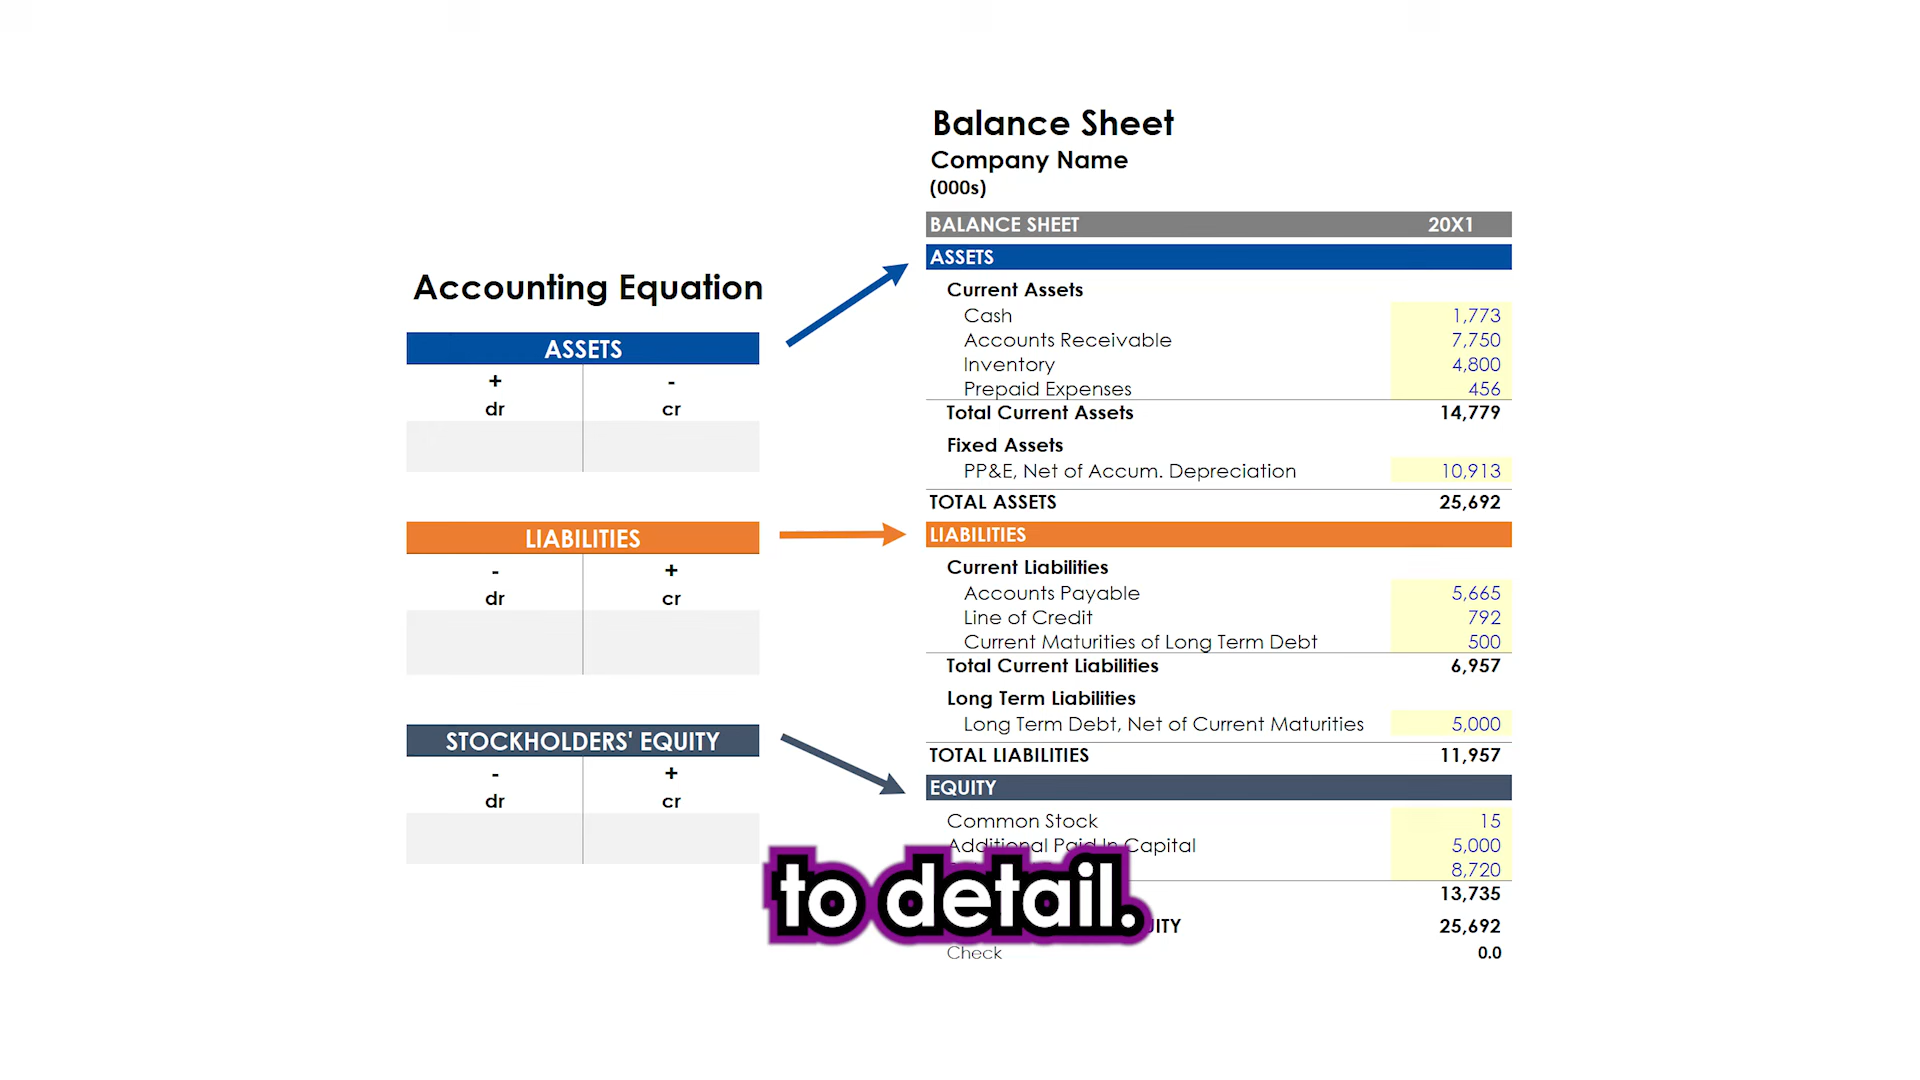 Balance Sheet
Company Name
(000s)
BALANCE SHEET 20X1
ASSETS
Current Assets
Cash 1,773
Accounts Receivable 7,750
Inventory 4,800
Prepaid Expenses 456
Total Current Assets 14,779
Fixed Assets
PP&E, Net of Accum. Depreciation 10,913
TOTAL ASSETS 25,692
LIABILITIES
Current Liabilities
Accounts Payable 5,665
Line of Credit 792
Current Maturities of Long Term Debt 500
Total Current Liabilities 6,957
Long Term Liabilities
Long Term Debt, Net of Current Maturities 5,000
TOTAL LIABILITIES 11,957
EQUITY
Common Stock 15
Additional Paid In Capital 5,000
8,720
13,735
25,692
Check 0.0
Accounting Equation
ASSETS
+ -
dr cr
LIABILITIES
- +
dr cr
STOCKHOLDERS' EQUITY
- +
dr cr
to detail.